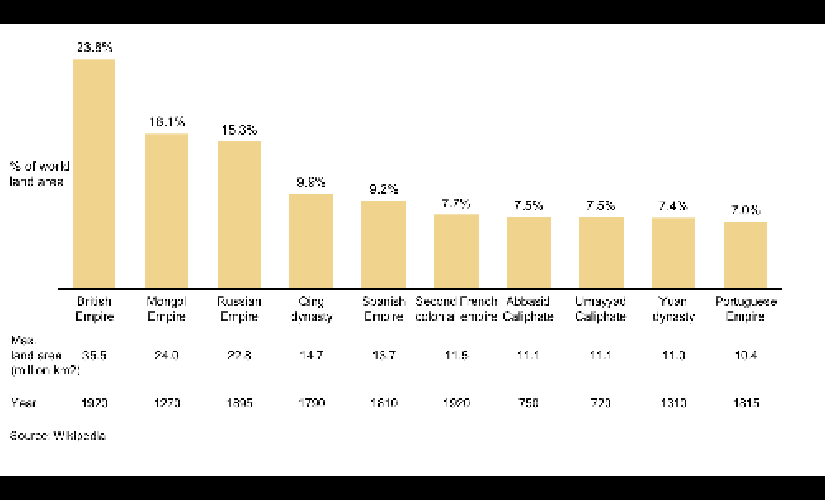 23.8%
16.1%
15.3%
9.9%
9.2%
7.7%
7.5%
7.5%
7.4%
7.0%
% of world
land area
British Mongol Russian Qing Spanish Second French Abbasid Umayyad Yuan Portuguese
Empire Empire Empire dynasty Empire colonial empire Caliphate Caliphate dynasty Empire
Max
land area 35.5 24.0 22.8 14.7 13.7 11.5 11.1 11.1 11.0 10.4
(million km2)
Year 1920 1270 1895 1790 1810 1920 750 720 1310 1815
Source: Wikipedia